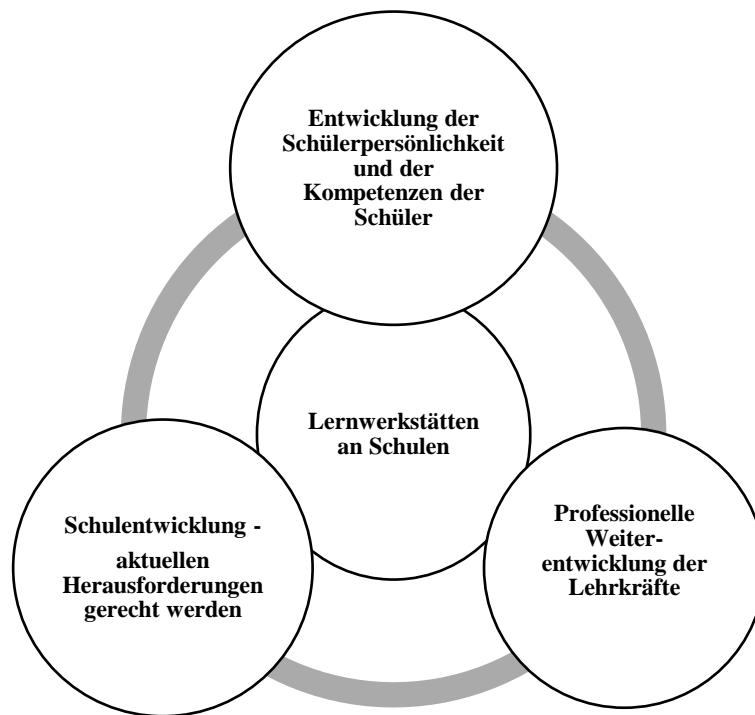 Entwicklung der
Schülerpersönlichkeit
und der
Kompetenzen der
Schüler
Lernwerkstätten
an Schulen
Schulentwicklung -
aktuellen
Herausforderungen
gerecht werden
Professionelle
Weiter-
entwicklung der
Lehrkräfte